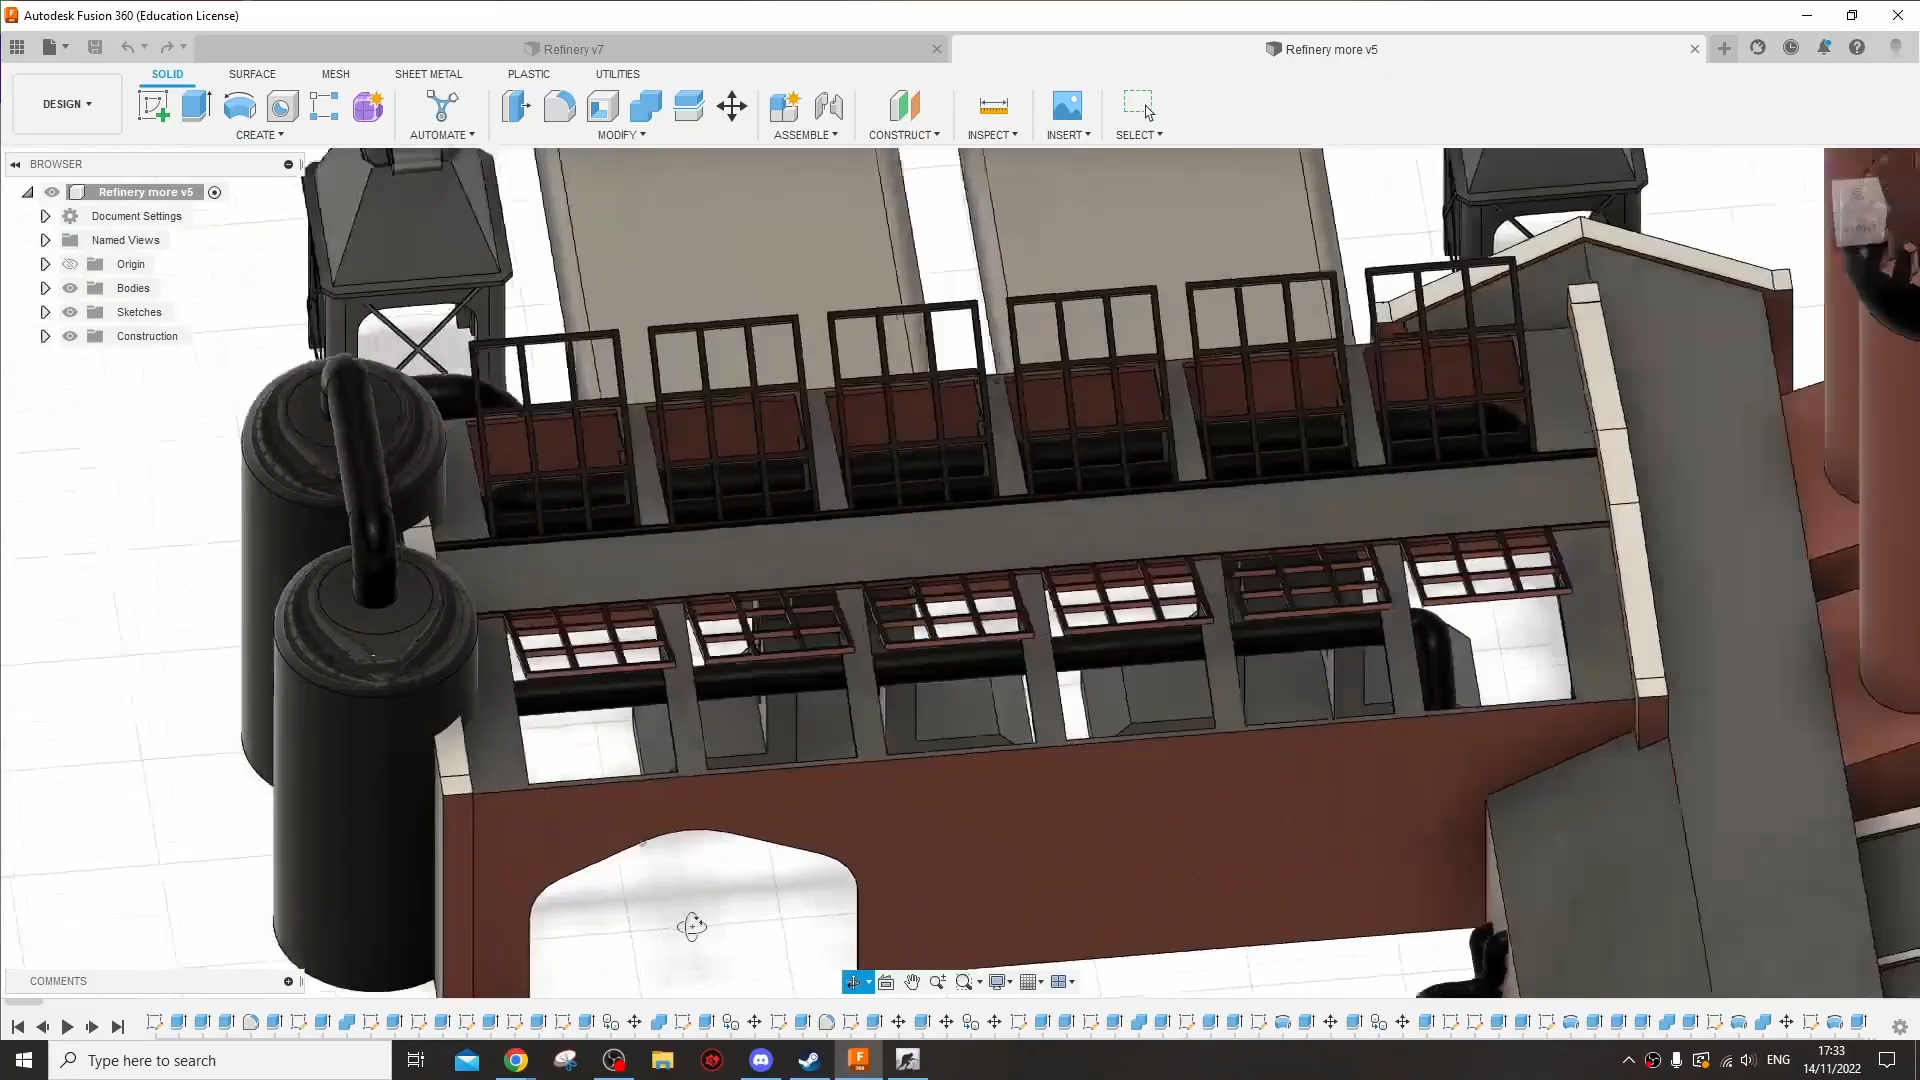 Autodesk Fusion 360 (Education License)
Refinery v7
Refinery more v5
SOLID
SURFACE
MESH
SHEET METAL
PLASTIC
UTILITIES
DESIGN
CREATE
AUTOMATE
MODIFY
ASSEMBLE
CONSTRUCT
INSPECT
INSERT
SELECT
BROWSER
Refinery more v5
Document Settings
Named Views
Origin
Bodies
Sketches
Construction
COMMENTS
Type here to search
ENG
17:33
14/11/2022